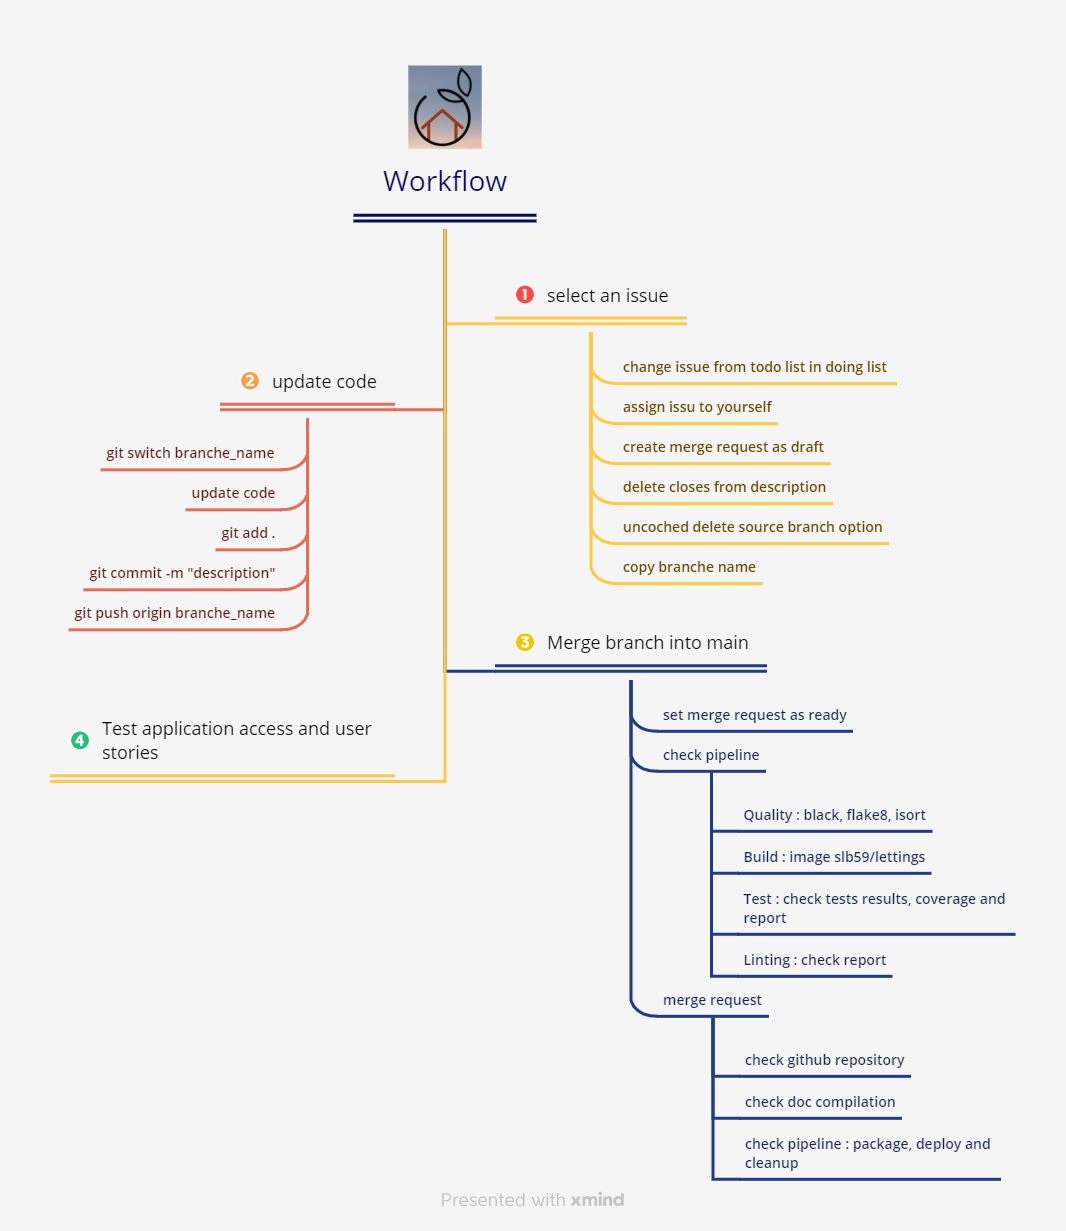 Workflow
1 select an issue
change issue from todo list in doing list
assign issu to yourself
create merge request as draft
delete closes from description
uncoched delete source branch option
copy branche name
2 update code
git switch branche_name
update code
git add .
git commit -m "description"
git push origin branche_name
3 Merge branch into main
set merge request as ready
check pipeline
Quality : black, flake8, isort
Build : image slb59/lettings
Test : check tests results, coverage and
report
Linting : check report
merge request
check github repository
check doc compilation
check pipeline : package, deploy and
cleanup
4 Test application access and user
stories
Presented with xmind